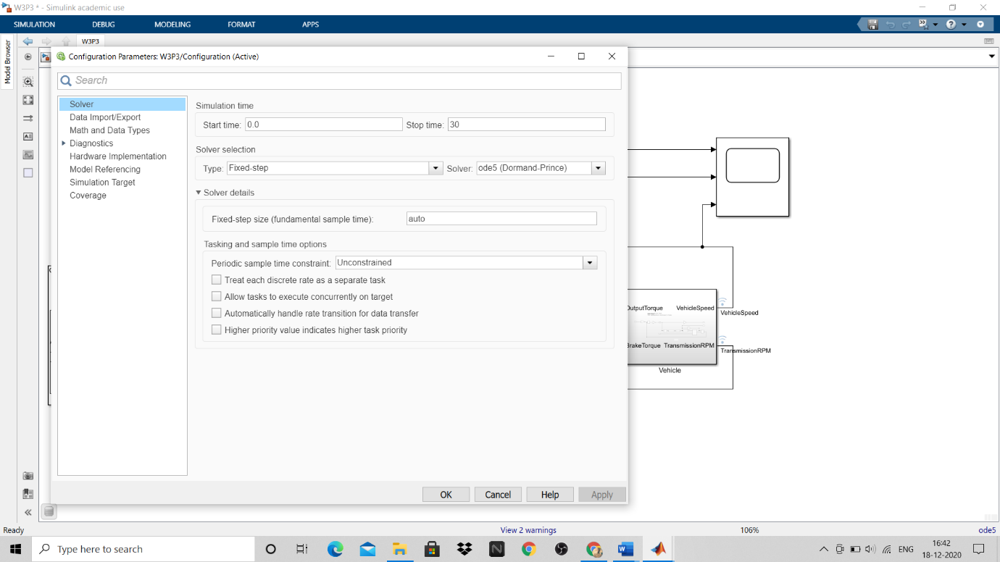 W3P3 * - Simulink academic use
SIMULATION DEBUG MODELING FORMAT APPS
W3P3
Model Browser
Configuration Parameters: W3P3/Configuration (Active)
Search
Solver
Data Import/Export
Math and Data Types
Diagnostics
Hardware Implementation
Model Referencing
Simulation Target
Coverage
Simulation time
Start time: 0.0 Stop time: 30
Solver selection
Type: Fixed-step Solver: ode5 (Dormand-Prince)
Solver details
Fixed-step size (fundamental sample time): auto
Tasking and sample time options
Periodic sample time constraint: Unconstrained
Treat each discrete rate as a separate task
Allow tasks to execute concurrently on target
Automatically handle rate transition for data transfer
Higher priority value indicates higher task priority
OK Cancel Help Apply
OutputTorque VehicleSpeed
VehicleSpeed
BrakeTorque TransmissionRPM
TransmissionRPM
Vehicle
Ready View 2 warnings 106% ode5
Type here to search
ENG 16:42
18-12-2020